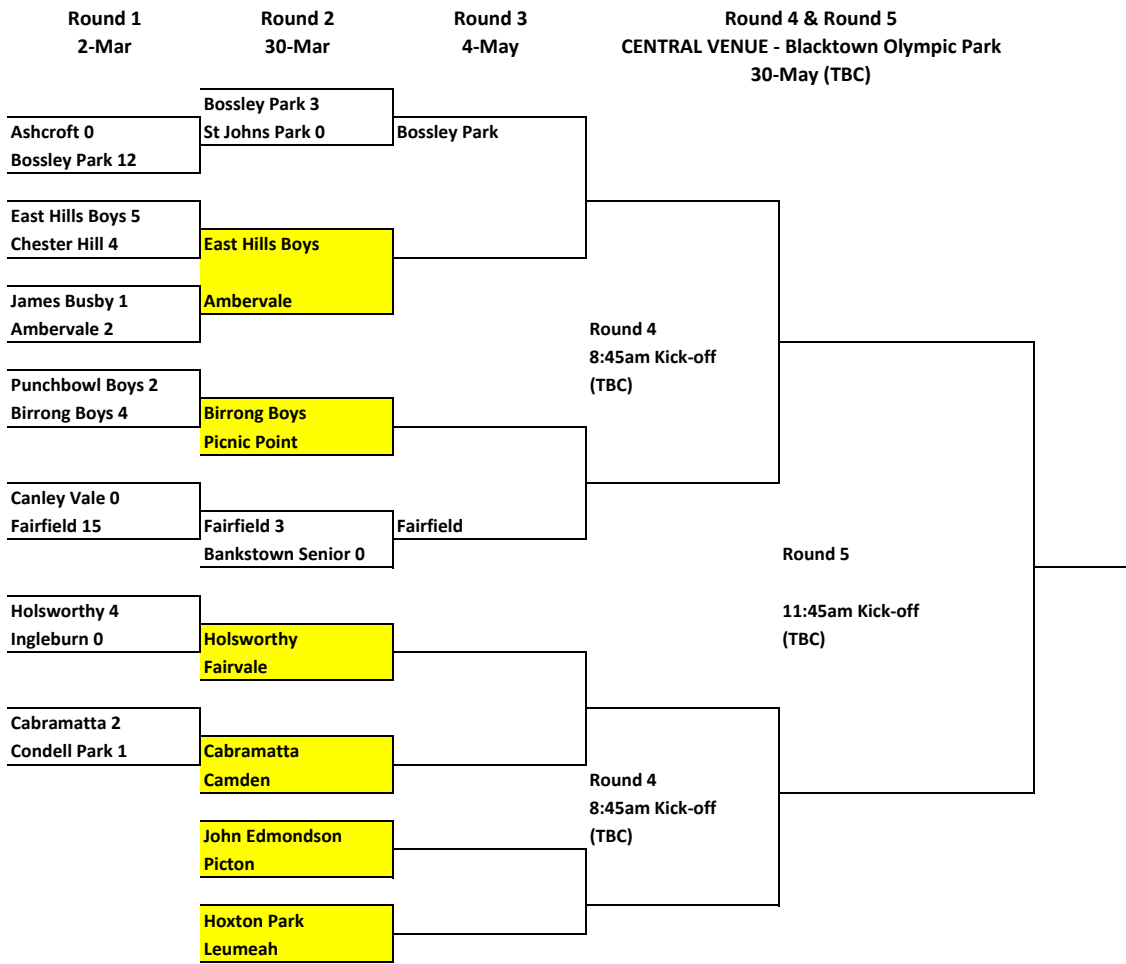 Round 1
2-Mar
Round 2
30-Mar
Round 3
4-May
Round 4 & Round 5
CENTRAL VENUE - Blacktown Olympic Park
30-May (TBC)
Ashcroft 0
Bossley Park 12
East Hills Boys 5
Chester Hill 4
James Busby 1
Ambervale 2
Punchbowl Boys 2
Birrong Boys 4
Canley Vale 0
Fairfield 15
Holsworthy 4
Ingleburn 0
Cabramatta 2
Condell Park 1
Bossley Park 3
St Johns Park 0
East Hills Boys
Ambervale
Birrong Boys
Picnic Point
Fairfield 3
Bankstown Senior 0
Holsworthy
Fairvale
Cabramatta
Camden
John Edmondson
Picton
Hoxton Park
Leumeah
Bossley Park
Fairfield
Round 4
8:45am Kick-off
(TBC)
Round 4
8:45am Kick-off
(TBC)
Round 5
11:45am Kick-off
(TBC)